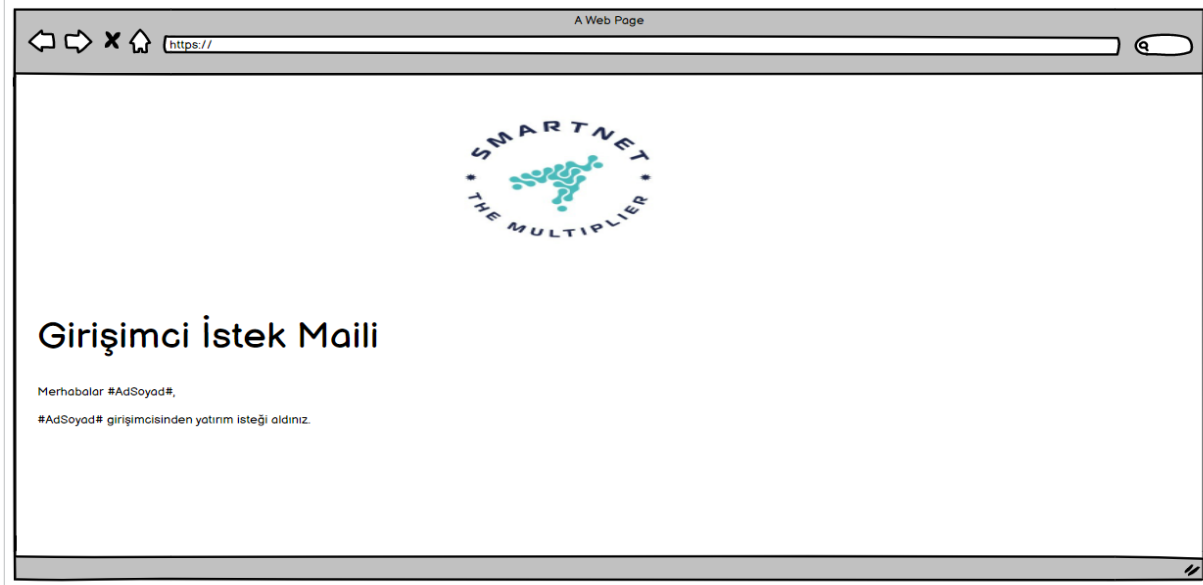 A Web Page
https://
SMARTNET
THE MULTIPLIER
Girişimci İstek Maili
Merhabalar #AdSoyad#,
#AdSoyad# girişimcisinden yatırım isteği aldınız.